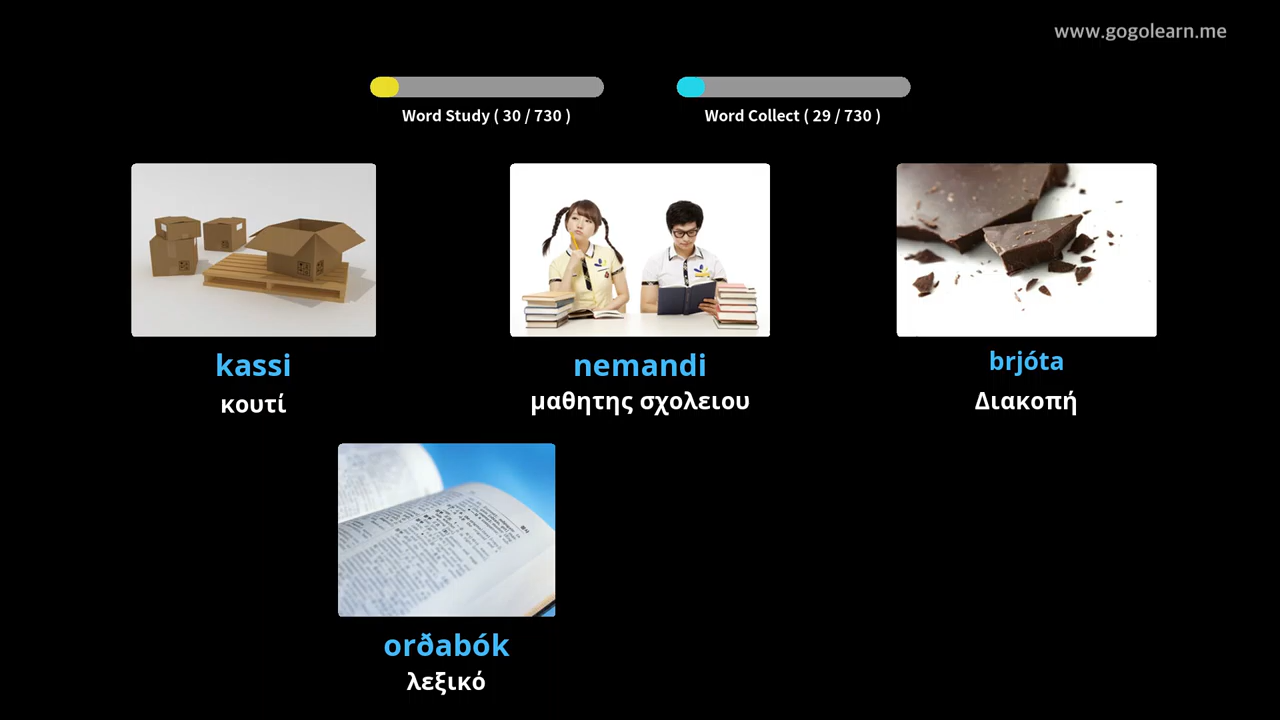 www.gogolearn.me
Word Study ( 30 / 730 )
Word Collect ( 29 / 730 )
kassi
κουτί
nemandi
μαθητης σχολειου
brjóta
Διακοπή
orðabók
λεξικό